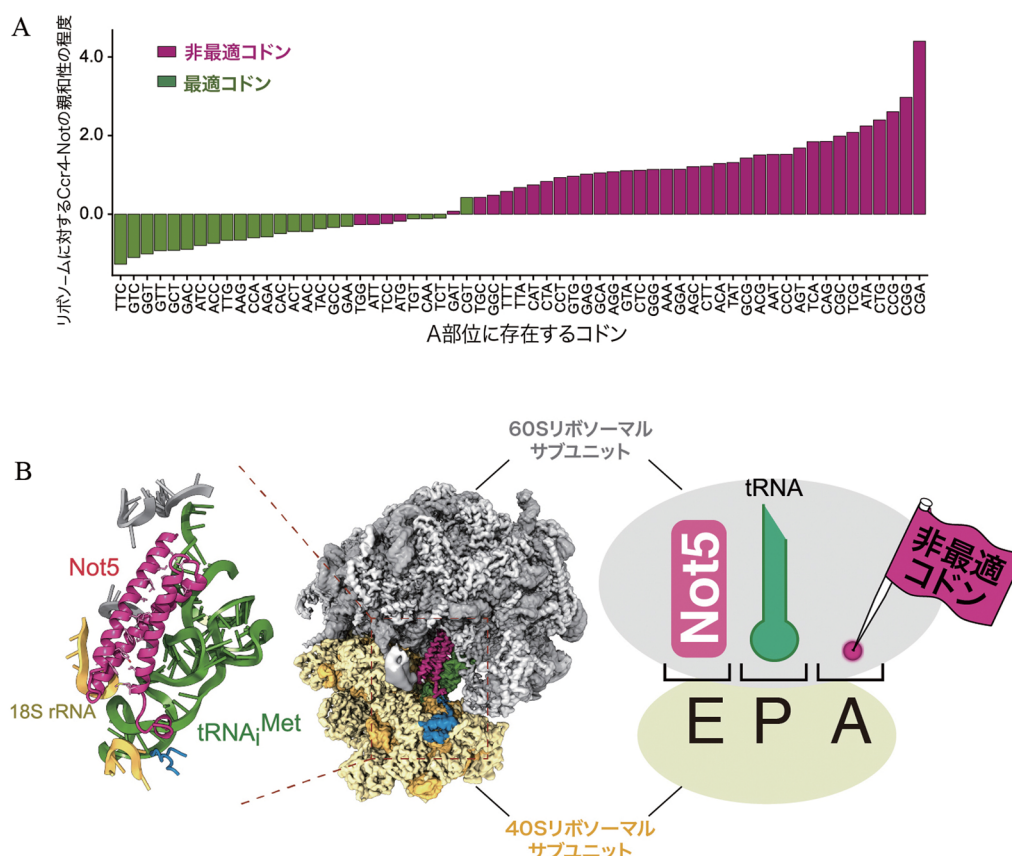 A
リボソームに対するCcr4-Notの親和性の程度
非最適コドン
最適コドン
4.0
2.0
0.0
TTC GTC GGT GTT GCT GAC ATC ACC TTG AAG CCA AGA CAC ACT AAC TAC GCC GAA TGG ATT ATC ATG TGT CAA TCT GAT CGT TGC GGC TTT TTA CAT CTA CCT GTG GAG GCA AGG GTA CTC GGG AAA GGA AGC CTT ACA TAT GCG ACG AAT CCC AGT TCA CAG TCG ATA CTG CCG CGG CGA
A部位に存在するコドン
B
60Sリボソーマル
サブユニット
Not5
18S rRNA
tRNAiMet
tRNA
Not5
非最適
コドン
E P A
40Sリボソーマル
サブユニット